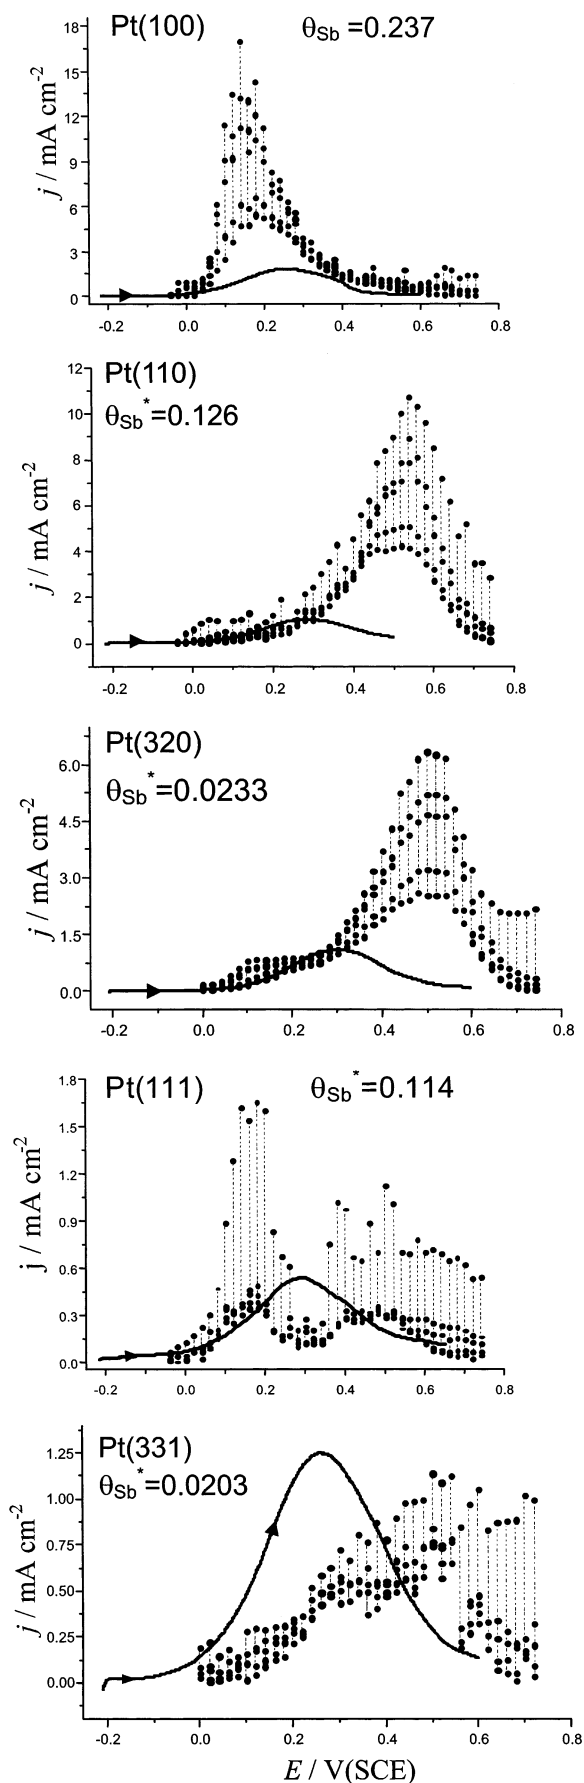 Pt(100) θSb =0.237
18
15
12
9
6
3
0
j / mA cm-2
-0.2 0.0 0.2 0.4 0.6 0.8
Pt(110)
θSb*=0.126
12
10
8
6
4
2
0
j / mA cm-2
-0.2 0.0 0.2 0.4 0.6 0.8
Pt(320)
θSb*=0.0233
6.0
4.5
3.0
1.5
0.0
j / mA cm-2
-0.2 0.0 0.2 0.4 0.6 0.8
Pt(111) θSb*=0.114
1.8
1.5
1.2
0.9
0.6
0.3
0.0
j / mA cm-2
-0.2 0.0 0.2 0.4 0.6 0.8
Pt(331)
θSb*=0.0203
1.25
1.00
0.75
0.50
0.25
0.00
j / mA cm-2
0.0 0.2 0.4 0.6 0.8
E / V(SCE)